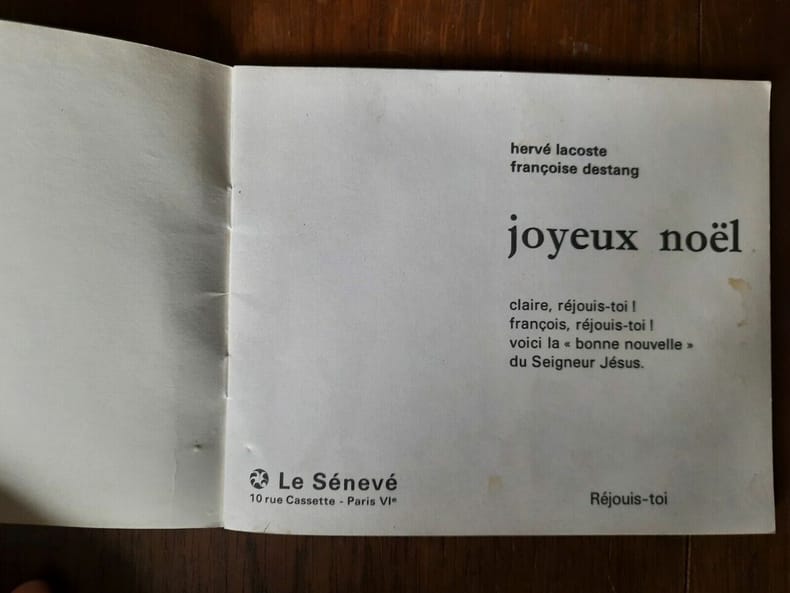 hervé lacoste
françoise destang
joyeux noël
claire, réjouis-toi !
françois, réjouis-toi !
voici la « bonne nouvelle »
du Seigneur Jésus.
Le Sénevé
10 rue Cassette - Paris VIe
Réjouis-toi